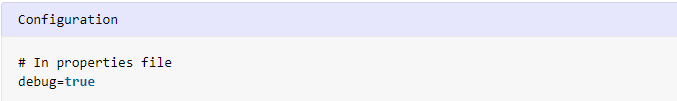 Configuration
# In properties file
debug=true